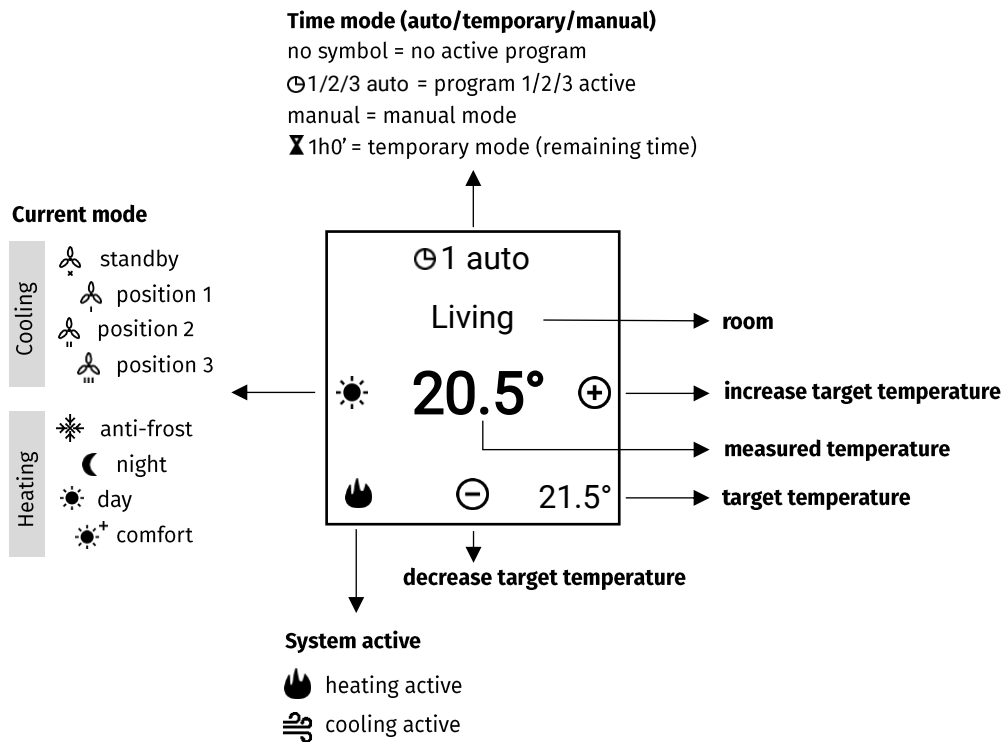 Time mode (auto/temporary/manual)
no symbol = no active program
1/2/3 auto = program 1/2/3 active
manual = manual mode
1h0’ = temporary mode (remaining time)
Current mode
Cooling
standby
position 1
position 2
position 3
Heating
anti-frost
night
day
comfort
1 auto
Living
20.5°
21.5°
room
increase target temperature
measured temperature
target temperature
decrease target temperature
System active
heating active
cooling active